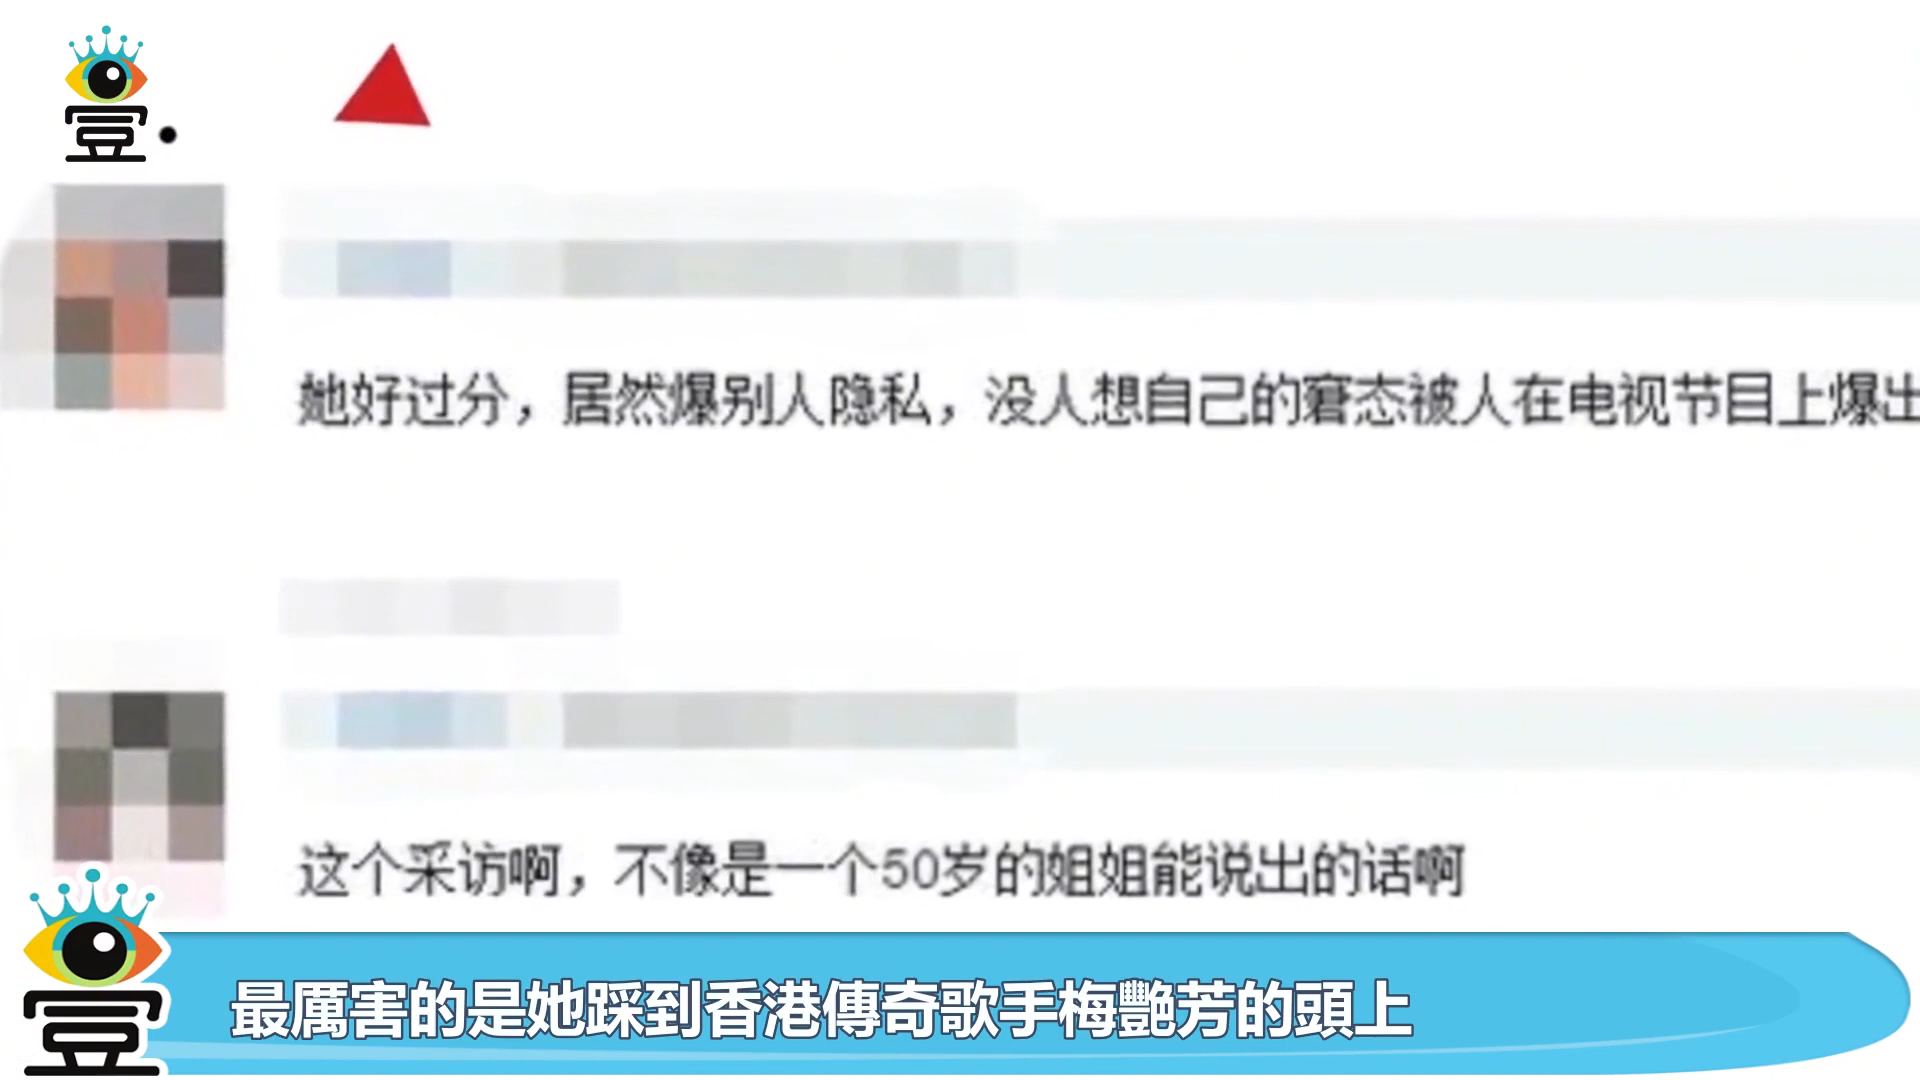 壹
她好过分，居然爆别人隐私，没人想自己的窘态被人在电视节目上爆出
这个采访啊，不像是一个50岁的姐姐能说出的话啊
壹
最厲害的是她踩到香港傳奇歌手梅艷芳的頭上